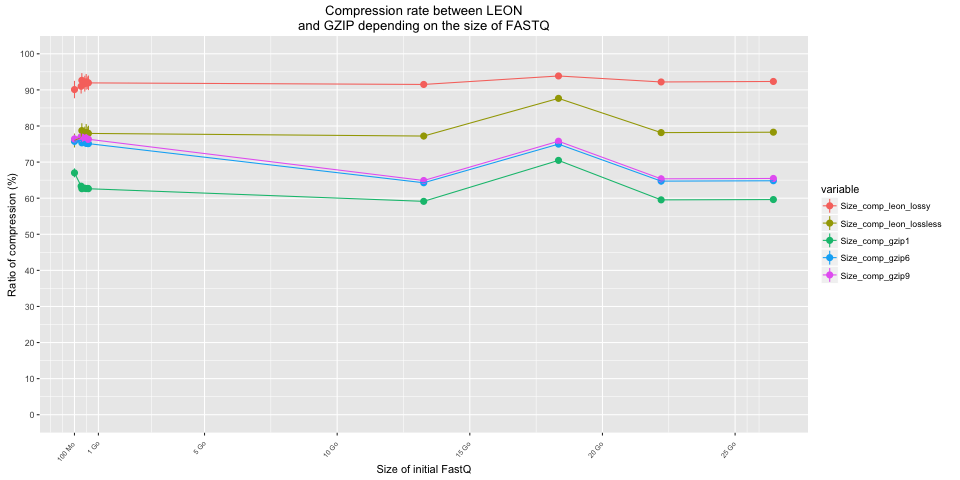 Compression rate between LEON
and GZIP depending on the size of FASTQ
Ratio of compression (%)
100
90
80
70
60
50
40
30
20
10
0
100 Mo
1 Go
5 Go
10 Go
15 Go
20 Go
25 Go
Size of initial FastQ
variable
Size_comp_leon_lossy
Size_comp_leon_lossless
Size_comp_gzip1
Size_comp_gzip6
Size_comp_gzip9